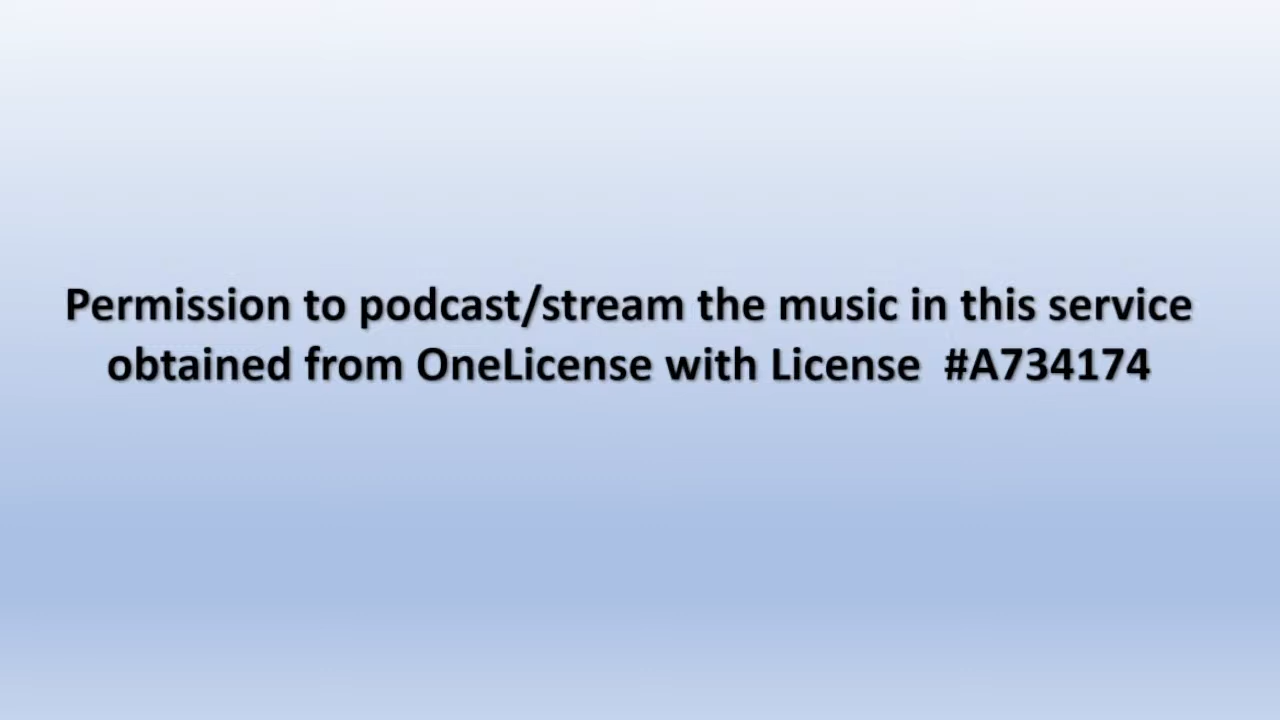 Permission to podcast/stream the music in this service
obtained from OneLicense with License  #A734174